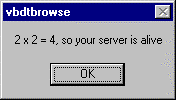 vbdtbrowse
2 x 2 = 4, so your server is alive
OK